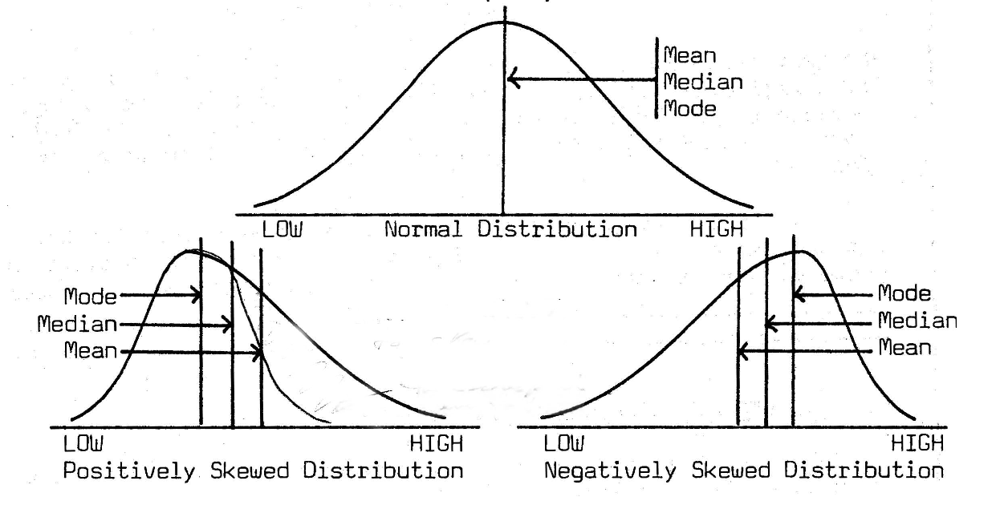 Mean
Median
Mode
LOW Normal Distribution HIGH
Mode
Median
Mean
LOW HIGH
Positively Skewed Distribution
Mode
Median
Mean
LOW HIGH
Negatively Skewed Distribution